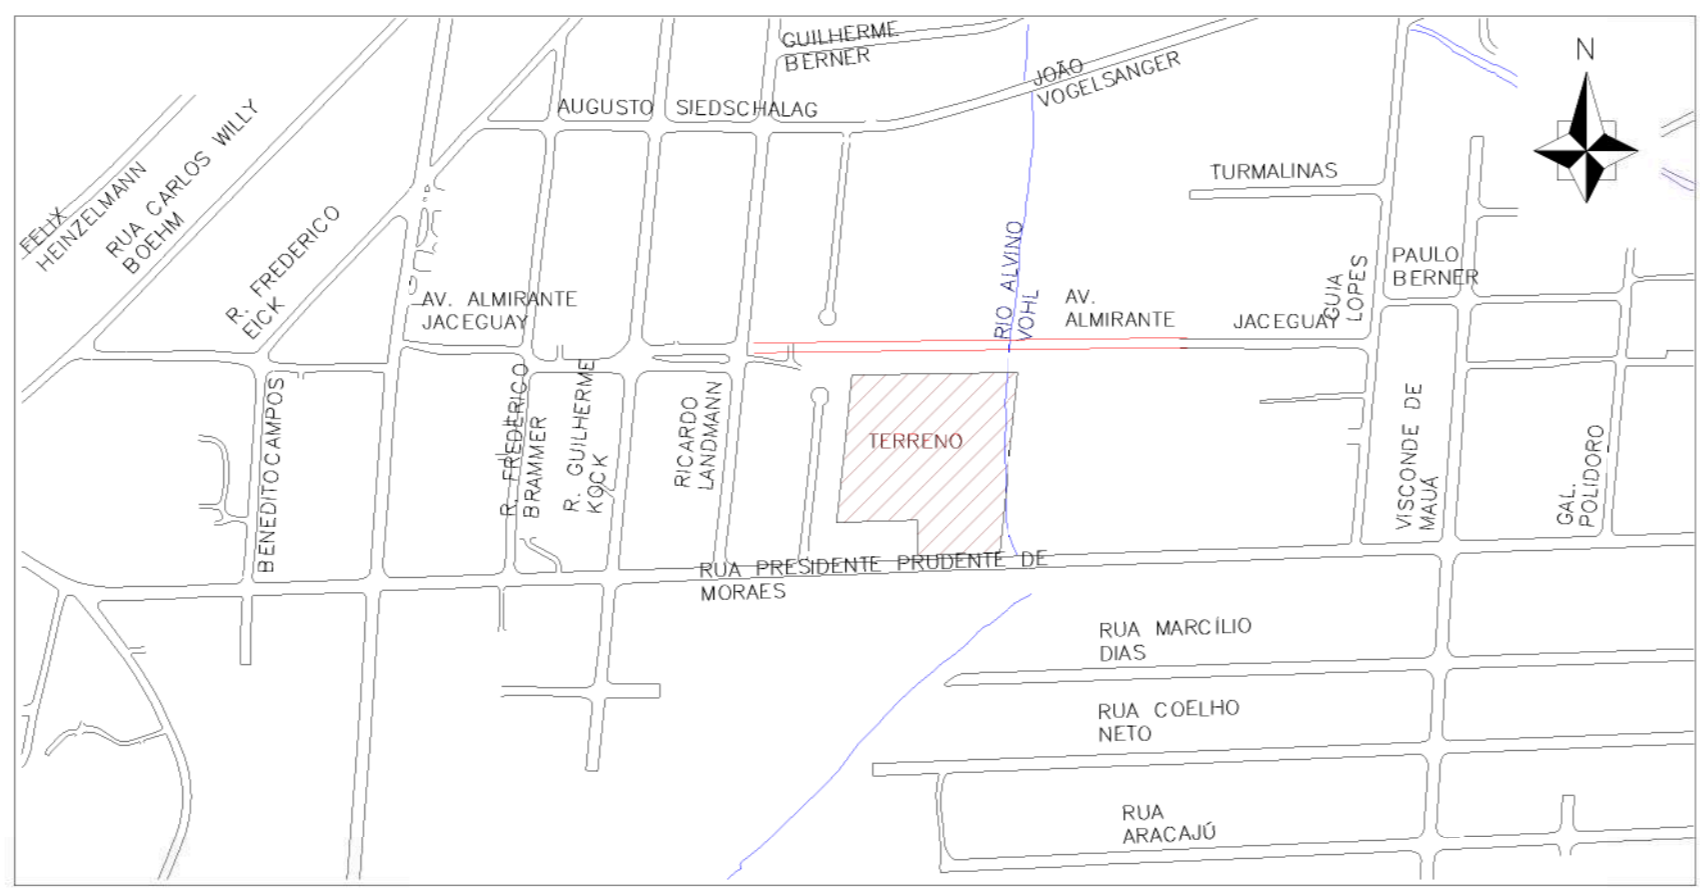 GUILHERME
BERNER
N
JOÃO
VOGELSANGER
AUGUSTO SIEDSCHALAG
FELIX
HEINZELMANN
RUA CARLOS WILLY
BOEHM
TURMALINAS
R. FREDERICO
EICK
RIO ALVINO
VOHL
PAULO
BERNER
GUIA
LOPES
AV. ALMIRANTE
JACEGUAY
AV.
ALMIRANTE JACEGUAY
BENEDITOCAMPOS
R. FREDERICO
BRAMMER
R. GUILHERME
KOCK
RICARDO
LANDMANN
TERRENO
VISCONDE DE
MAUÁ
GAL.
POLIDORO
RUA PRESIDENTE PRUDENTE DE
MORAES
RUA MARCÍLIO
DIAS
RUA COELHO
NETO
RUA
ARACAJÚ